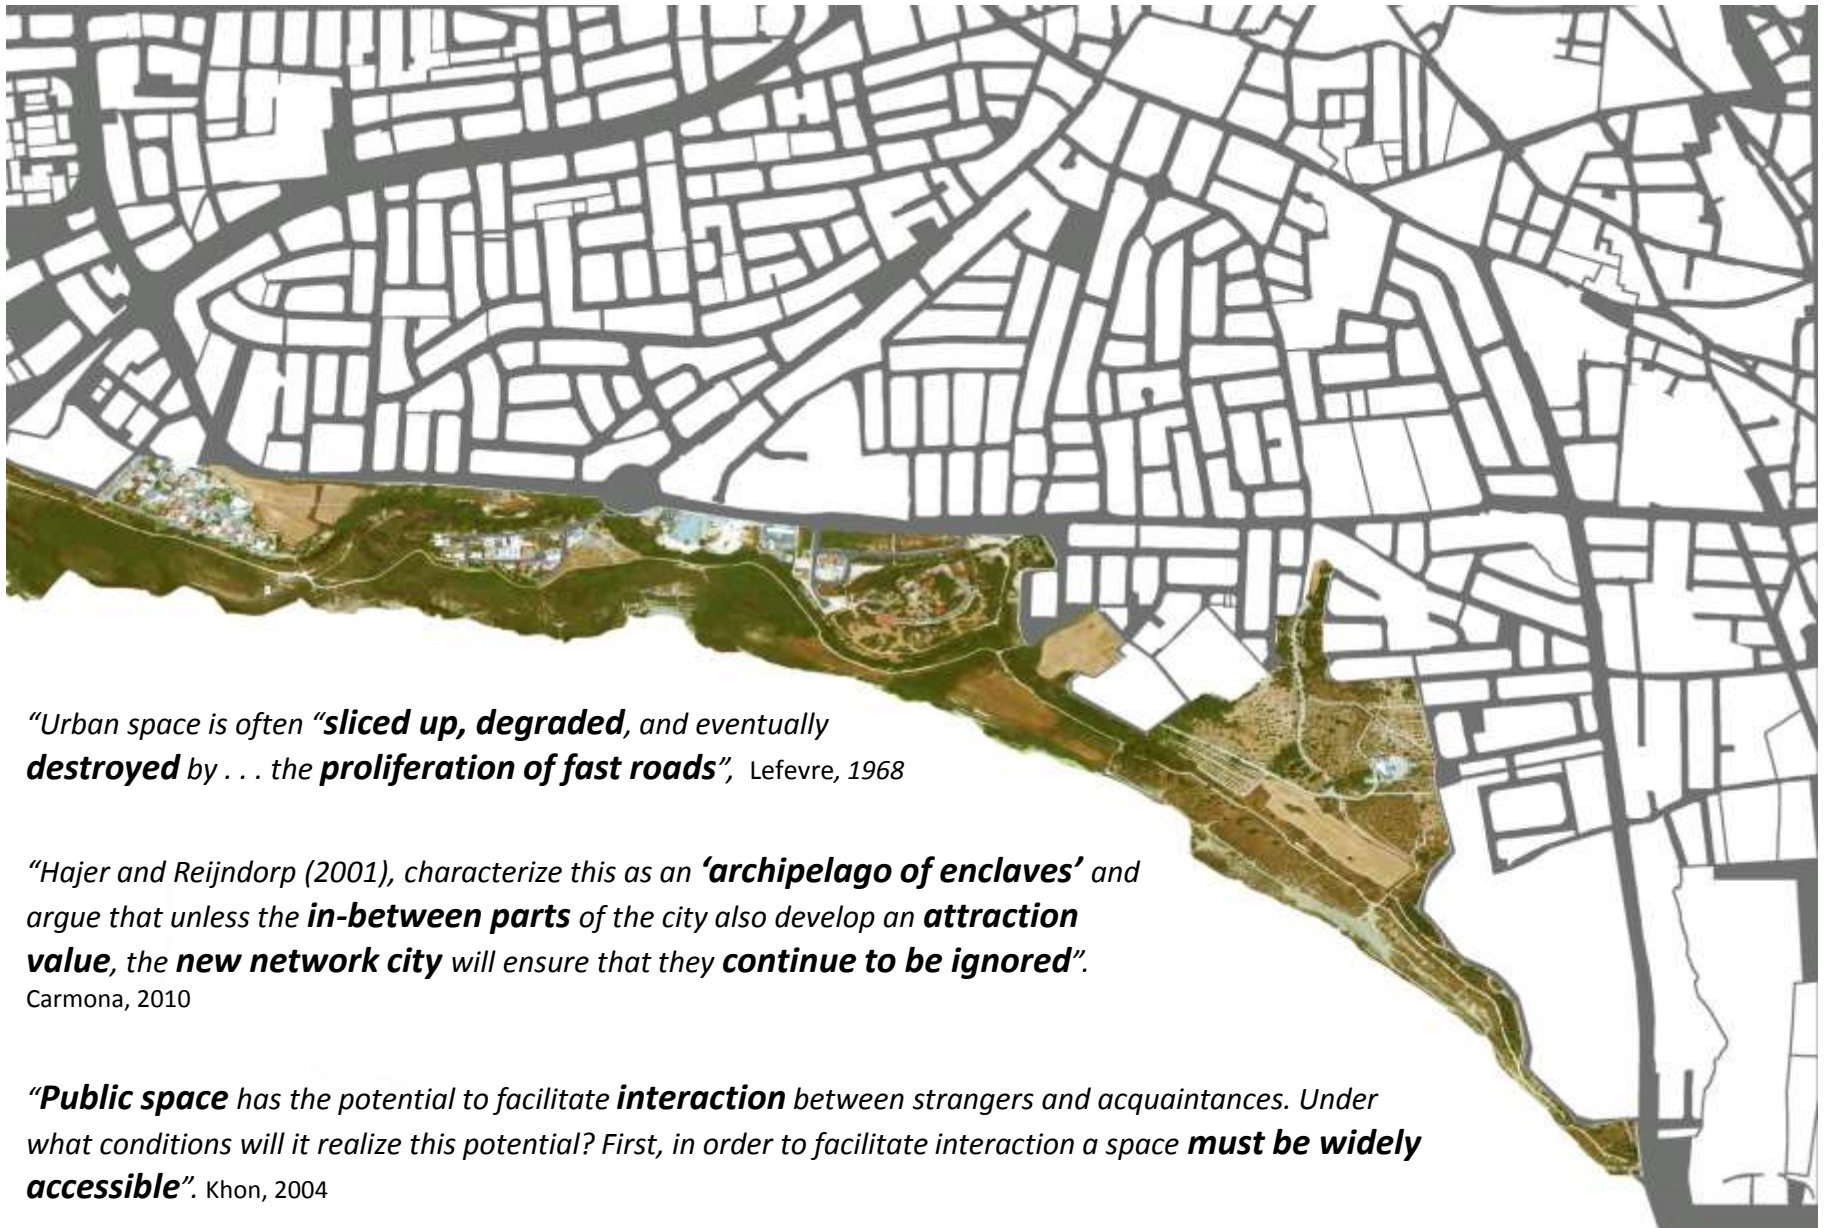 “Urban space is often “sliced up, degraded, and eventually
destroyed by . . . the proliferation of fast roads”, Lefevre, 1968
“Hajer and Reijndorp (2001), characterize this as an ‘archipelago of enclaves’ and
argue that unless the in-between parts of the city also develop an attraction
value, the new network city will ensure that they continue to be ignored”.
Carmona, 2010
“Public space has the potential to facilitate interaction between strangers and acquaintances. Under
what conditions will it realize this potential? First, in order to facilitate interaction a space must be widely
accessible”. Khon, 2004